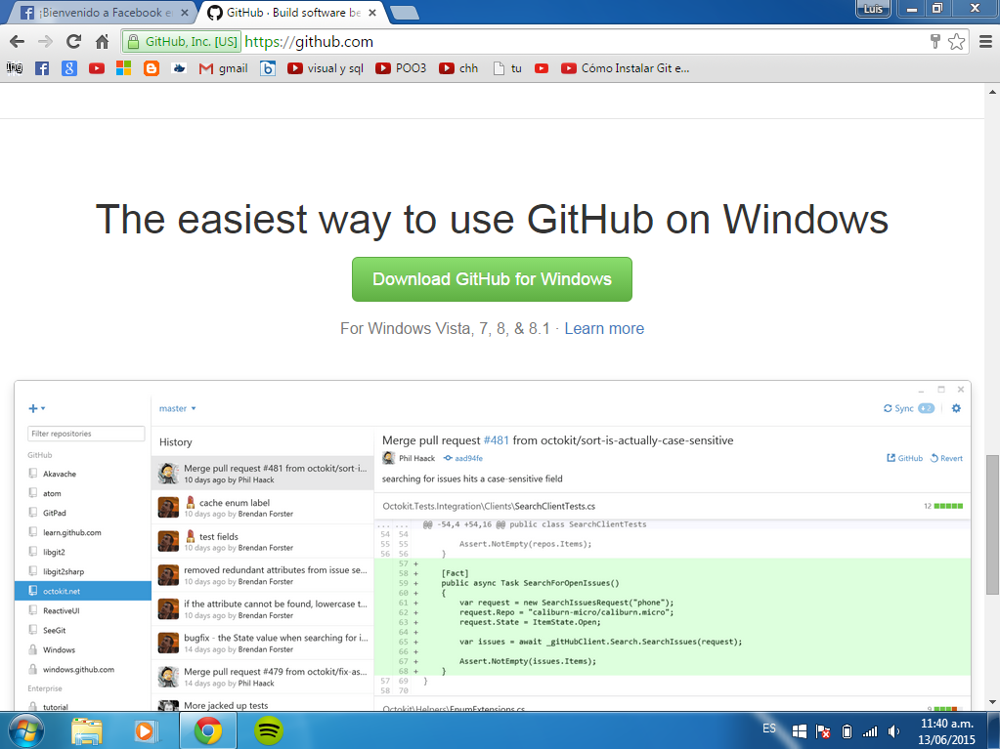 ¡Bienvenido a Facebook e
GitHub · Build software be
Luis
GitHub, Inc. [US] https://github.com
gmail
visual y sql
POO3
chh
tu
Cómo Instalar Git e...
The easiest way to use GitHub on Windows
Download GitHub for Windows
For Windows Vista, 7, 8, & 8.1 · Learn more
master
Sync +2
Filter repositories
GitHub
Akavache
atom
GitPad
learn.github.com
libgit2
libgit2sharp
octokit.net
ReactiveUI
SeeGit
Windows
windows.github.com
Enterprise
tutorial
History
Merge pull request #481 from octokit/sort-i...
10 days ago by Phil Haack
cache enum label
10 days ago by Brendan Forster
test fields
10 days ago by Brendan Forster
removed redundant attributes from issue se...
10 days ago by Brendan Forster
if the attribute cannot be found, lowercase t...
10 days ago by Brendan Forster
bugfix - the State value when searching for i...
14 days ago by Brendan Forster
Merge pull request #479 from octokit/fix-as...
14 days ago by Phil Haack
More jacked up tests
Merge pull request #481 from octokit/sort-is-actually-case-sensitive
Phil Haack aad94fe
GitHub Revert
searching for issues hits a case-sensitive field
Octokit.Tests.Integration\Clients\SearchClientTests.cs 12
... ... @@ -54,4 +54,16 @@ public class SearchClientTests
54 54
55 55 Assert.NotEmpty(repos.Items);
56 56 }
57 +
58 + [Fact]
59 + public async Task SearchForOpenIssues()
60 + {
61 + var request = new SearchIssuesRequest("phone");
62 + request.Repo = "caliburn-micro/caliburn.micro";
63 + request.State = ItemState.Open;
64 +
65 + var issues = await _gitHubClient.Search.SearchIssues(request);
66 +
67 + Assert.NotEmpty(issues.Items);
68 + }
57 69 }
58 70
Octokit\Helpers\EnumExtensions.cs 9
ES
11:40 a.m.
13/06/2015